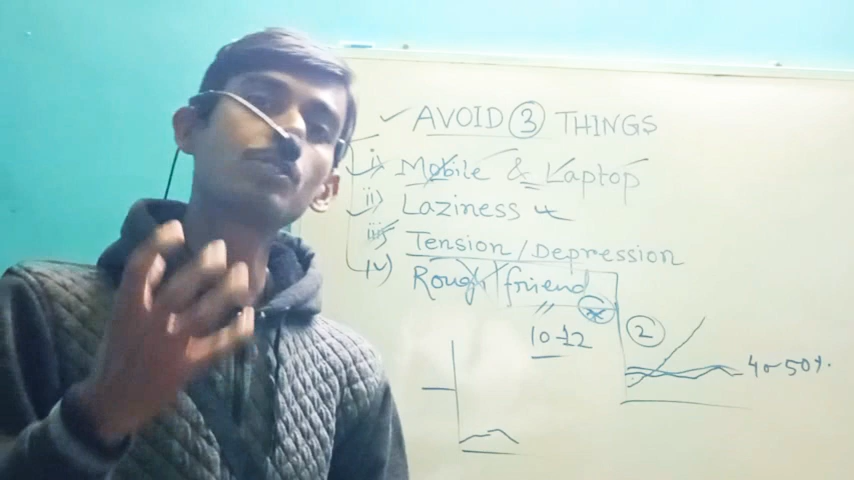 AVOID 3 THINGS
i) Mobile & Laptop
ii) Laziness
iii) Tension/Depression
iv) Rough friend
10-12
2
40-50%